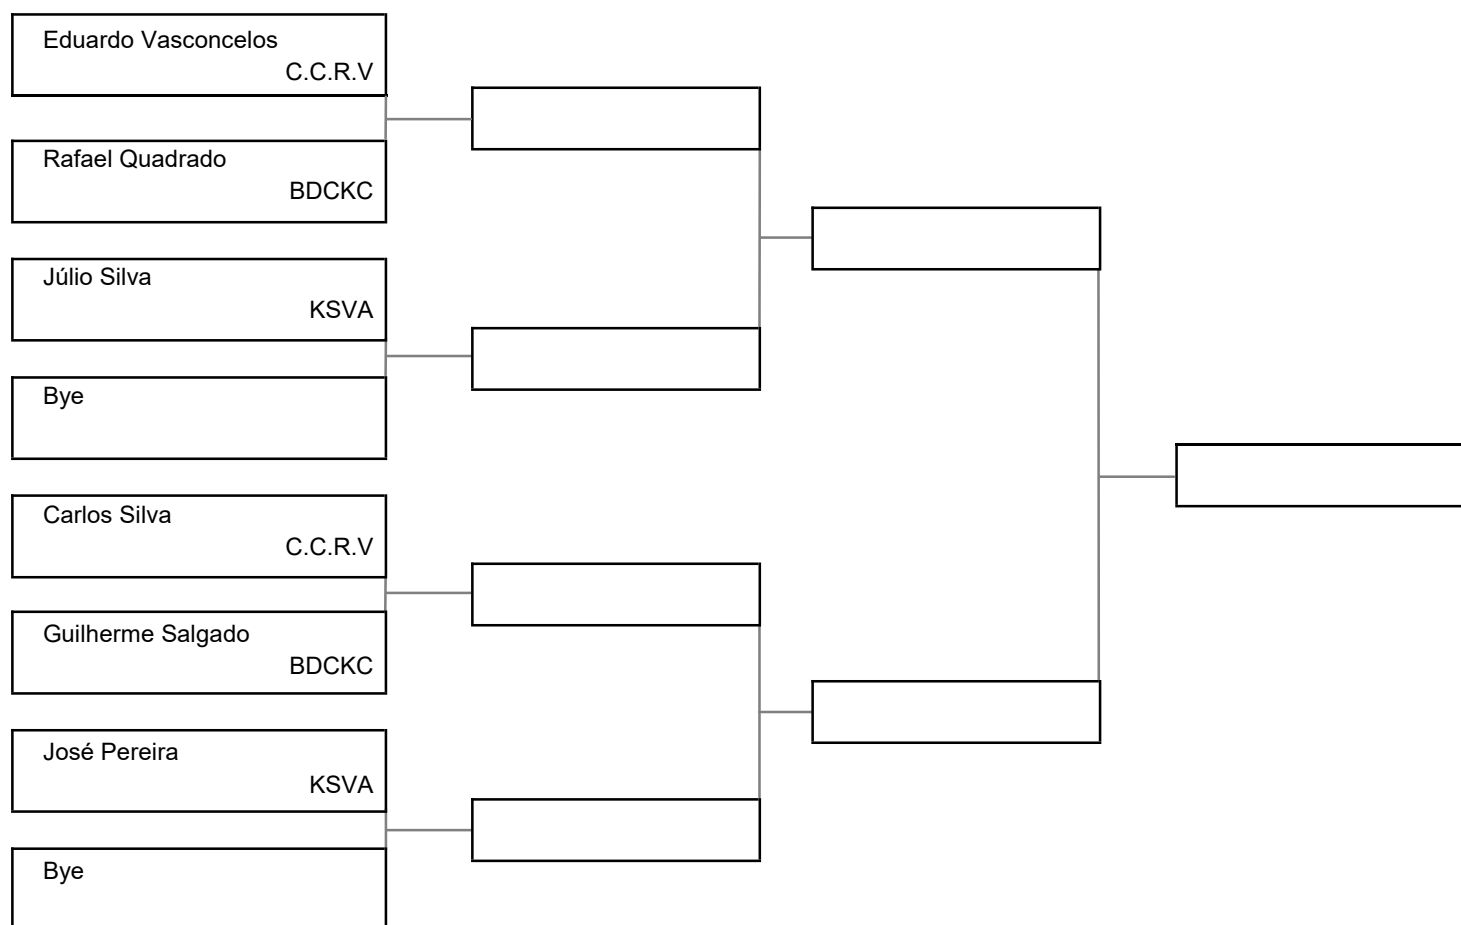 Eduardo Vasconcelos
C.C.R.V
Rafael Quadrado
BDCKC
Júlio Silva
KSVA
Bye
Carlos Silva
C.C.R.V
Guilherme Salgado
BDCKC
José Pereira
KSVA
Bye